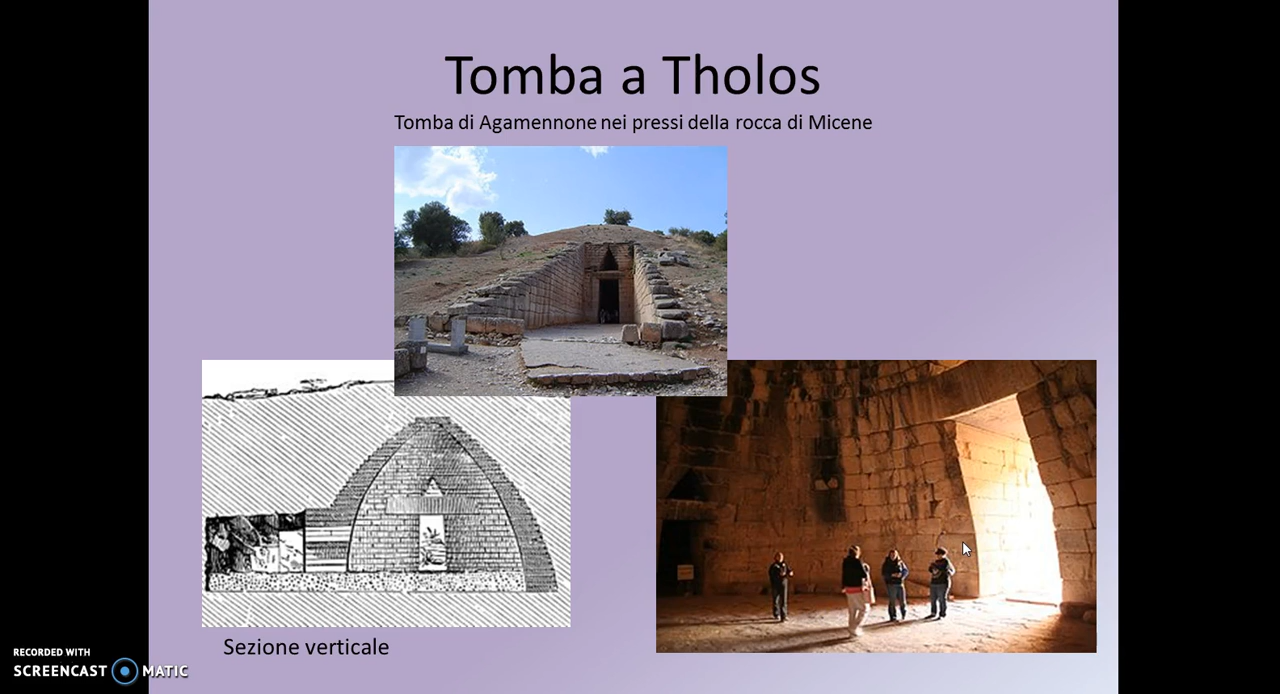 Tomba a Tholos
Tomba di Agamennone nei pressi della rocca di Micene
Sezione verticale
RECORDED WITH
SCREENCAST MATIC